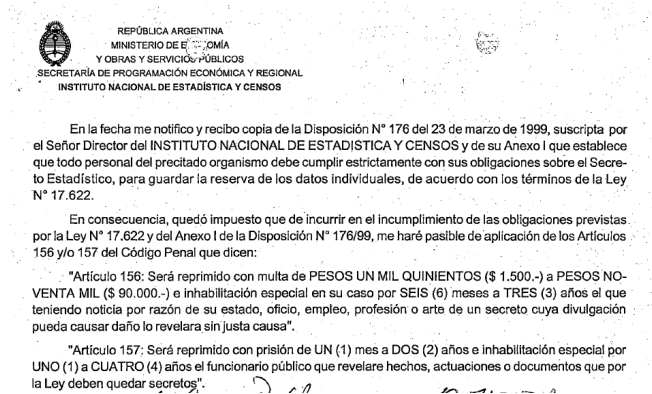 REPÚBLICA ARGENTINA
MINISTERIO DE ECONOMÍA
Y OBRAS Y SERVICIOS PÚBLICOS
SECRETARÍA DE PROGRAMACIÓN ECONÓMICA Y REGIONAL
INSTITUTO NACIONAL DE ESTADÍSTICA Y CENSOS
En la fecha me notifico y recibo copia de la Disposición N° 176 del 23 de marzo de 1999, suscripta por
el Señor Director del INSTITUTO NACIONAL DE ESTADISTICA Y CENSOS y de su Anexo I que establece
que todo personal del precitado organismo debe cumplir estrictamente con sus obligaciones sobre el Secre-
to Estadístico, para guardar la reserva de los datos individuales, de acuerdo con los términos de la Ley
N° 17.622.
En consecuencia, quedó impuesto que de incurrir en el incumplimiento de las obligaciones previstas
por la Ley N° 17.622 y del Anexo I de la Disposición N° 176/99, me haré pasible de aplicación de los Artículos
156 y/o 157 del Código Penal que dicen:
"Artículo 156: Será reprimido con multa de PESOS UN MIL QUINIENTOS ($ 1.500.-) a PESOS NO-
VENTA MIL ($ 90.000.-) e inhabilitación especial en su caso por SEIS (6) meses a TRES (3) años el que
teniendo noticia por razón de su estado, oficio, empleo, profesión o arte de un secreto cuya divulgación
pueda causar daño lo revelara sin justa causa".
"Artículo 157: Será reprimido con prisión de UN (1) mes a DOS (2) años e inhabilitación especial por
UNO (1) a CUATRO (4) años el funcionario público que revelare hechos, actuaciones o documentos que por
la Ley deben quedar secretos".